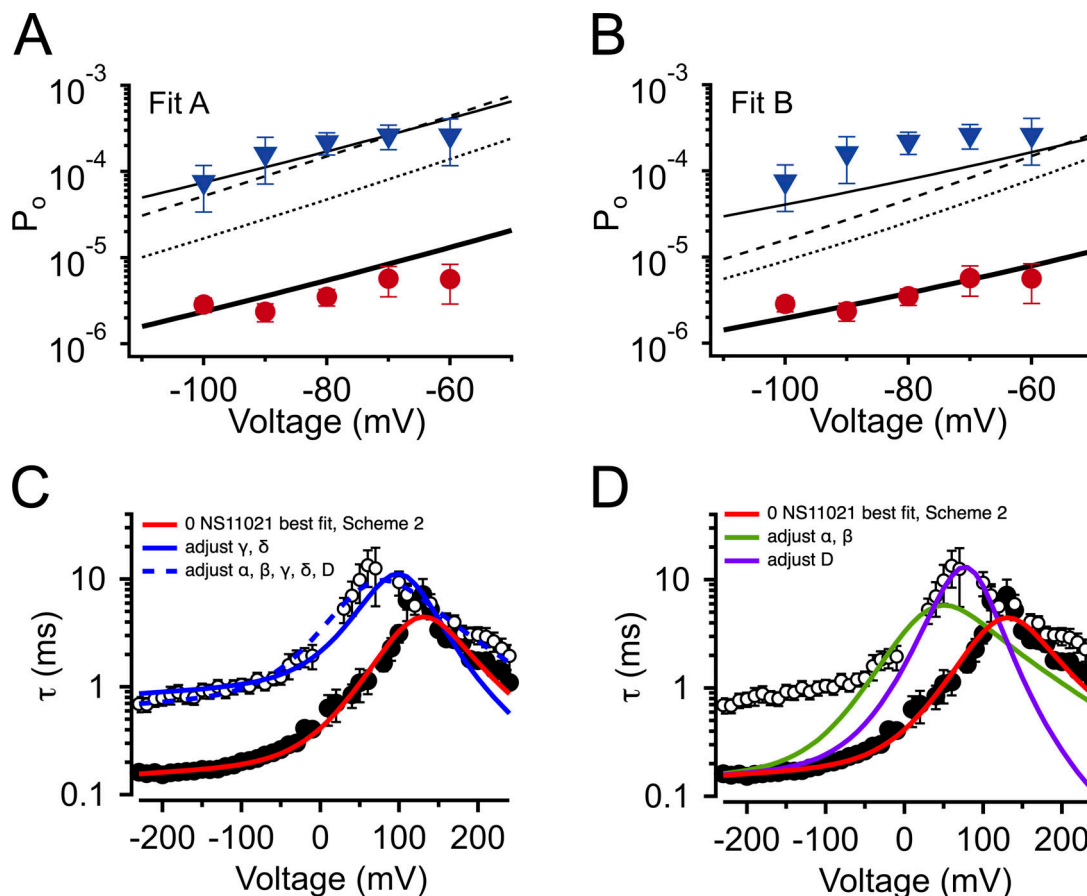 A
B
10⁻³
Fit A
10⁻⁴
10⁻⁵
10⁻⁶
Pₒ
-100
-80
-60
Voltage (mV)
10⁻³
Fit B
10⁻⁴
10⁻⁵
10⁻⁶
Pₒ
-100
-80
-60
Voltage (mV)
C
0 NS11021 best fit, Scheme 2
adjust γ, δ
adjust α, β, γ, δ, D
10
1
0.1
τ (ms)
-200
-100
0
100
200
Voltage (mV)
D
0 NS11021 best fit, Scheme 2
adjust α, β
adjust D
10
1
0.1
τ (ms)
-200
-100
0
100
200
Voltage (mV)